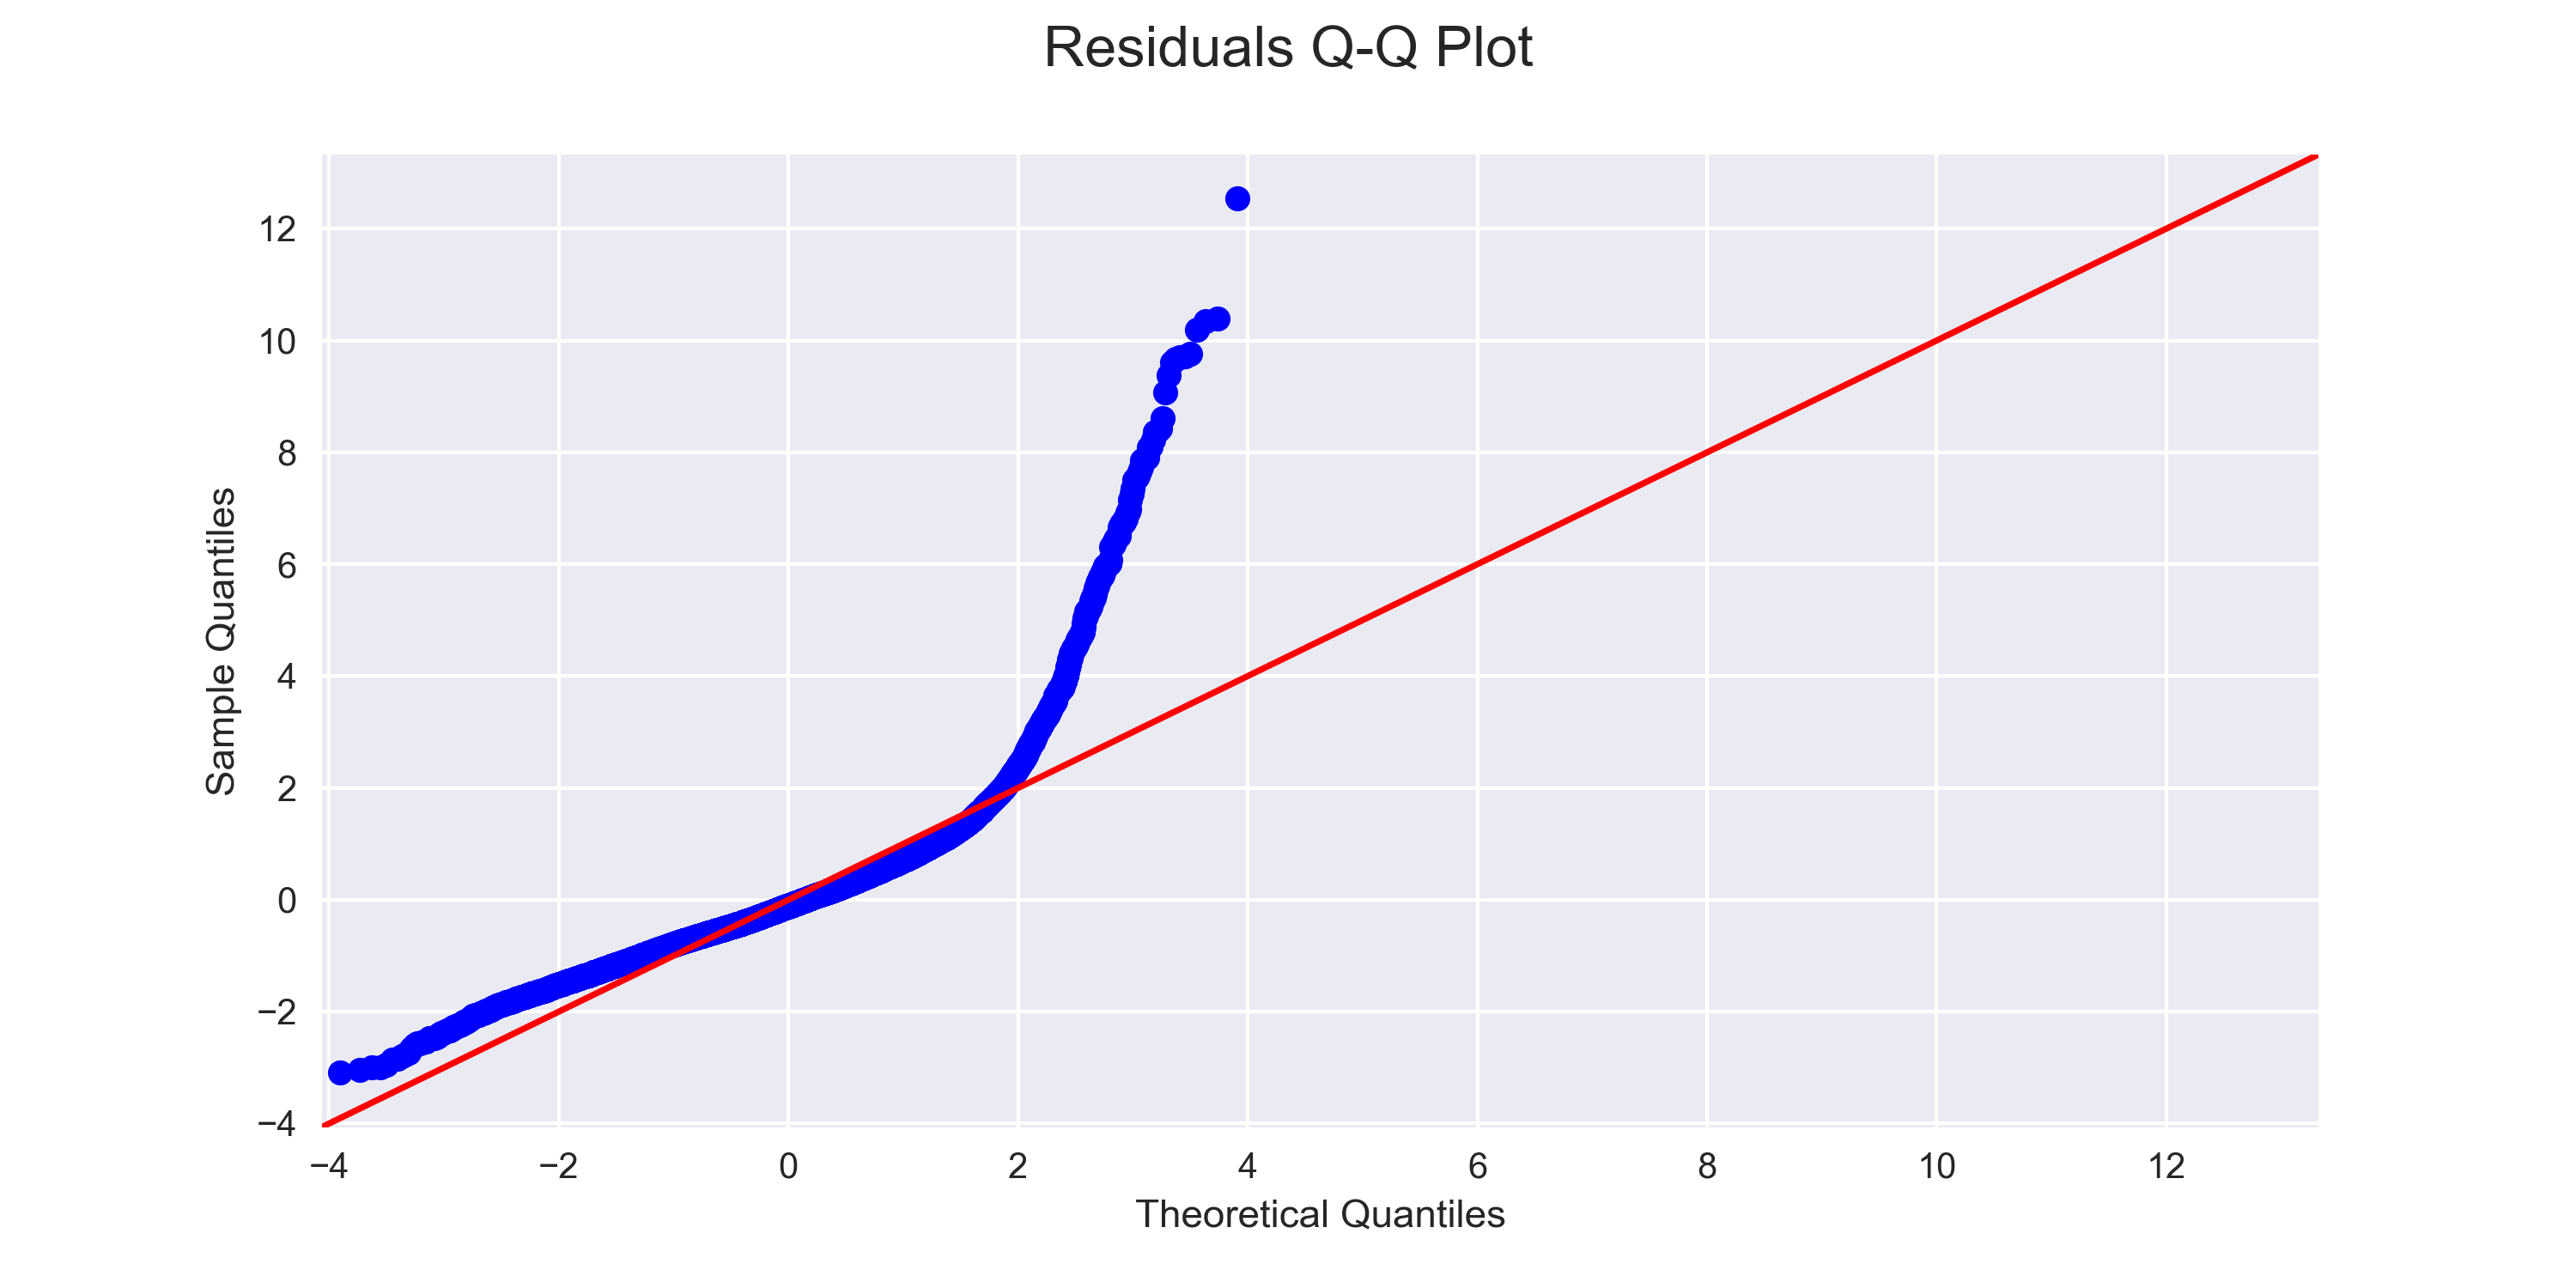 Residuals Q-Q Plot
12
10
8
6
4
2
0
−2
−4
Sample Quantiles
−4 −2 0 2 4 6 8 10 12
Theoretical Quantiles